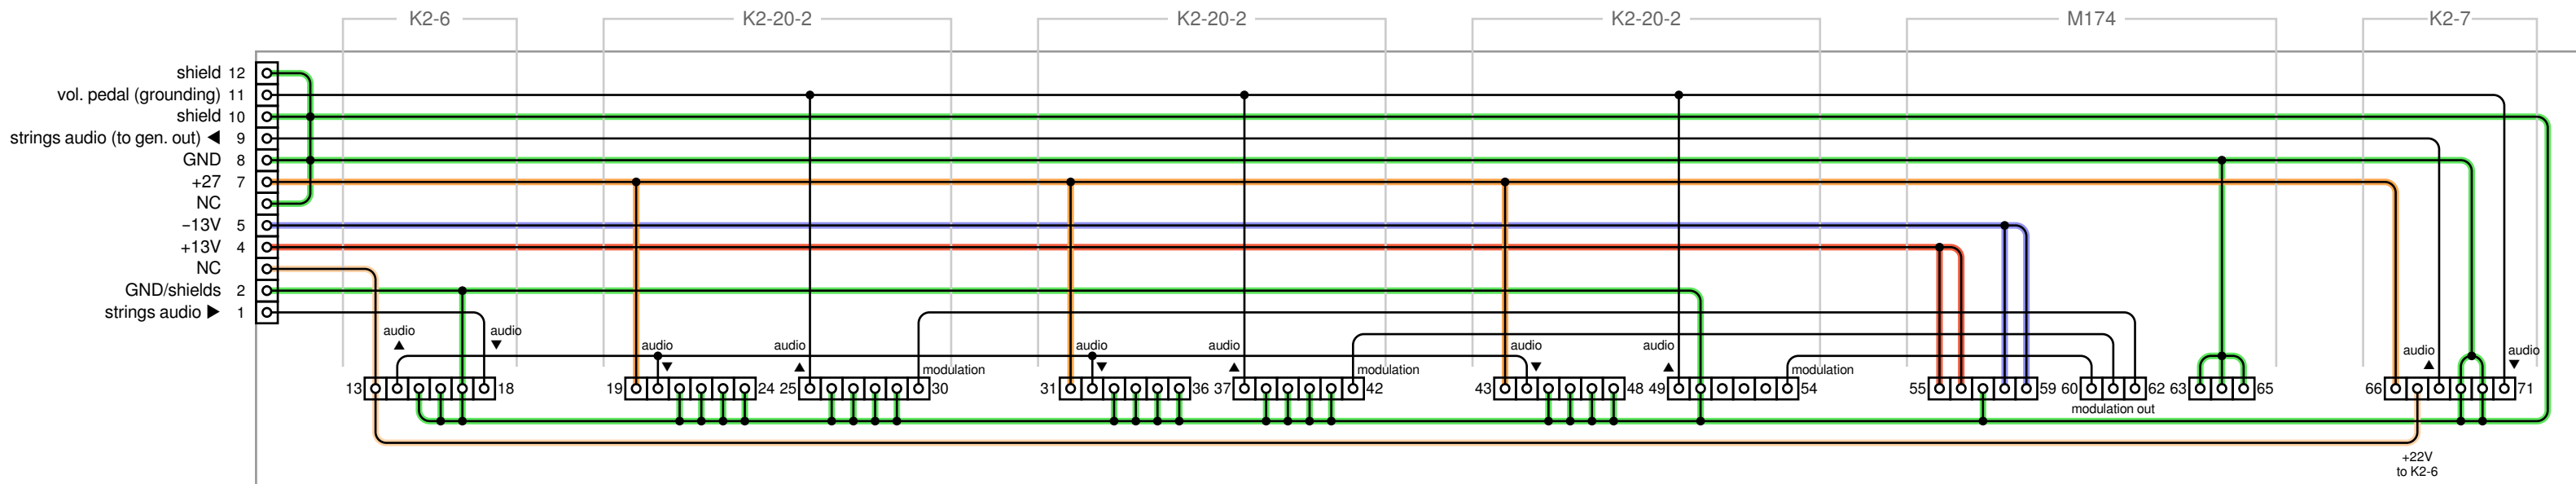 K2-6 K2-20-2 K2-20-2 K2-20-2 M174 K2-7
shield 12
vol. pedal (grounding) 11
shield 10
strings audio (to gen. out) ◀ 9
GND 8
+27 7
NC
−13V 5
+13V 4
NC
GND/shields 2
strings audio ▶ 1
audio ▲ audio ▼ audio ▼ audio ▲ audio ▼ audio ▲ audio ▼ audio ▲ audio ▲ audio ▼
modulation modulation modulation
13 18 19 24 25 30 31 36 37 42 43 48 49 54 55 59 60 62 63 65 66 71
modulation out
+22V
to K2-6